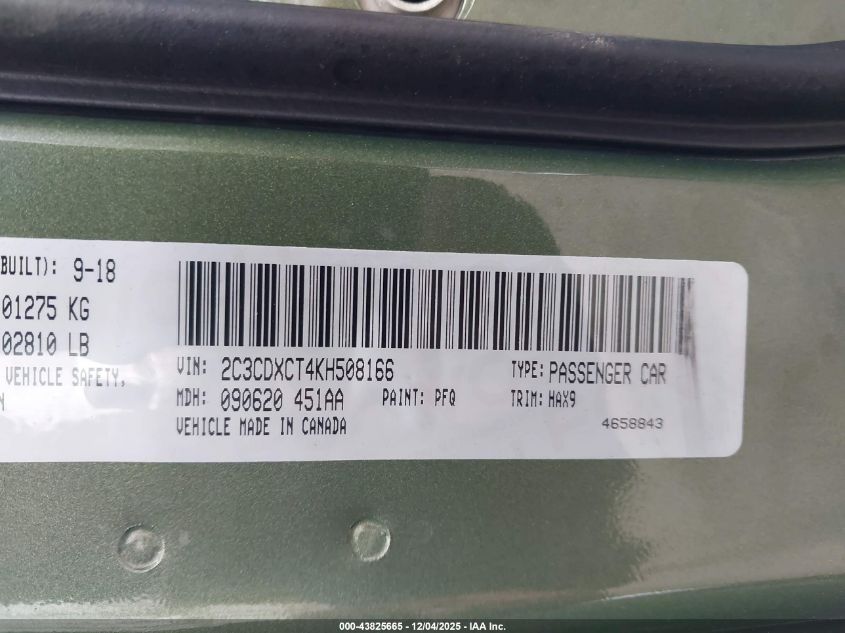 BUILT): 9-18
01275 KG
02810 LB
VEHICLE SAFETY,
N
VIN: 2C3CDXCT4KH508166 TYPE: PASSENGER CAR
MDH: 090620 451AA PAINT: PFQ TRIM: HAX9
VEHICLE MADE IN CANADA 4658843
000-43825665 - 12/04/2025 - IAA Inc.